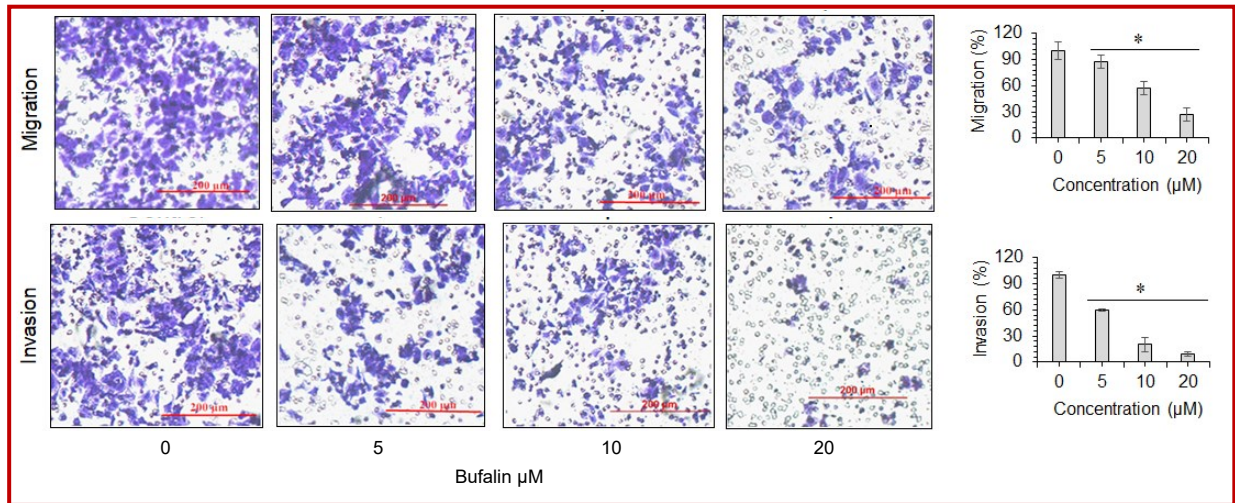 Migration
200 µm
200 µm
200 µm
200 µm
Migration (%)
120
90
60
30
0
*
0 5 10 20
Concentration (µM)
Invasion
200 µm
200 µm
200 µm
200 µm
Invasion (%)
120
90
60
30
0
*
0 5 10 20
Concentration (µM)
0 5 10 20
Bufalin µM